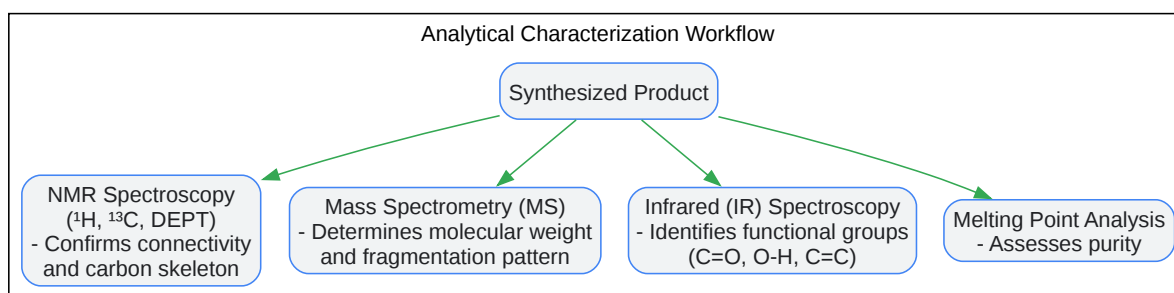 Analytical Characterization Workflow
Synthesized Product
NMR Spectroscopy
(¹H, ¹³C, DEPT)
- Confirms connectivity
and carbon skeleton
Mass Spectrometry (MS)
- Determines molecular weight
and fragmentation pattern
Infrared (IR) Spectroscopy
- Identifies functional groups
(C=O, O-H, C=C)
Melting Point Analysis
- Assesses purity